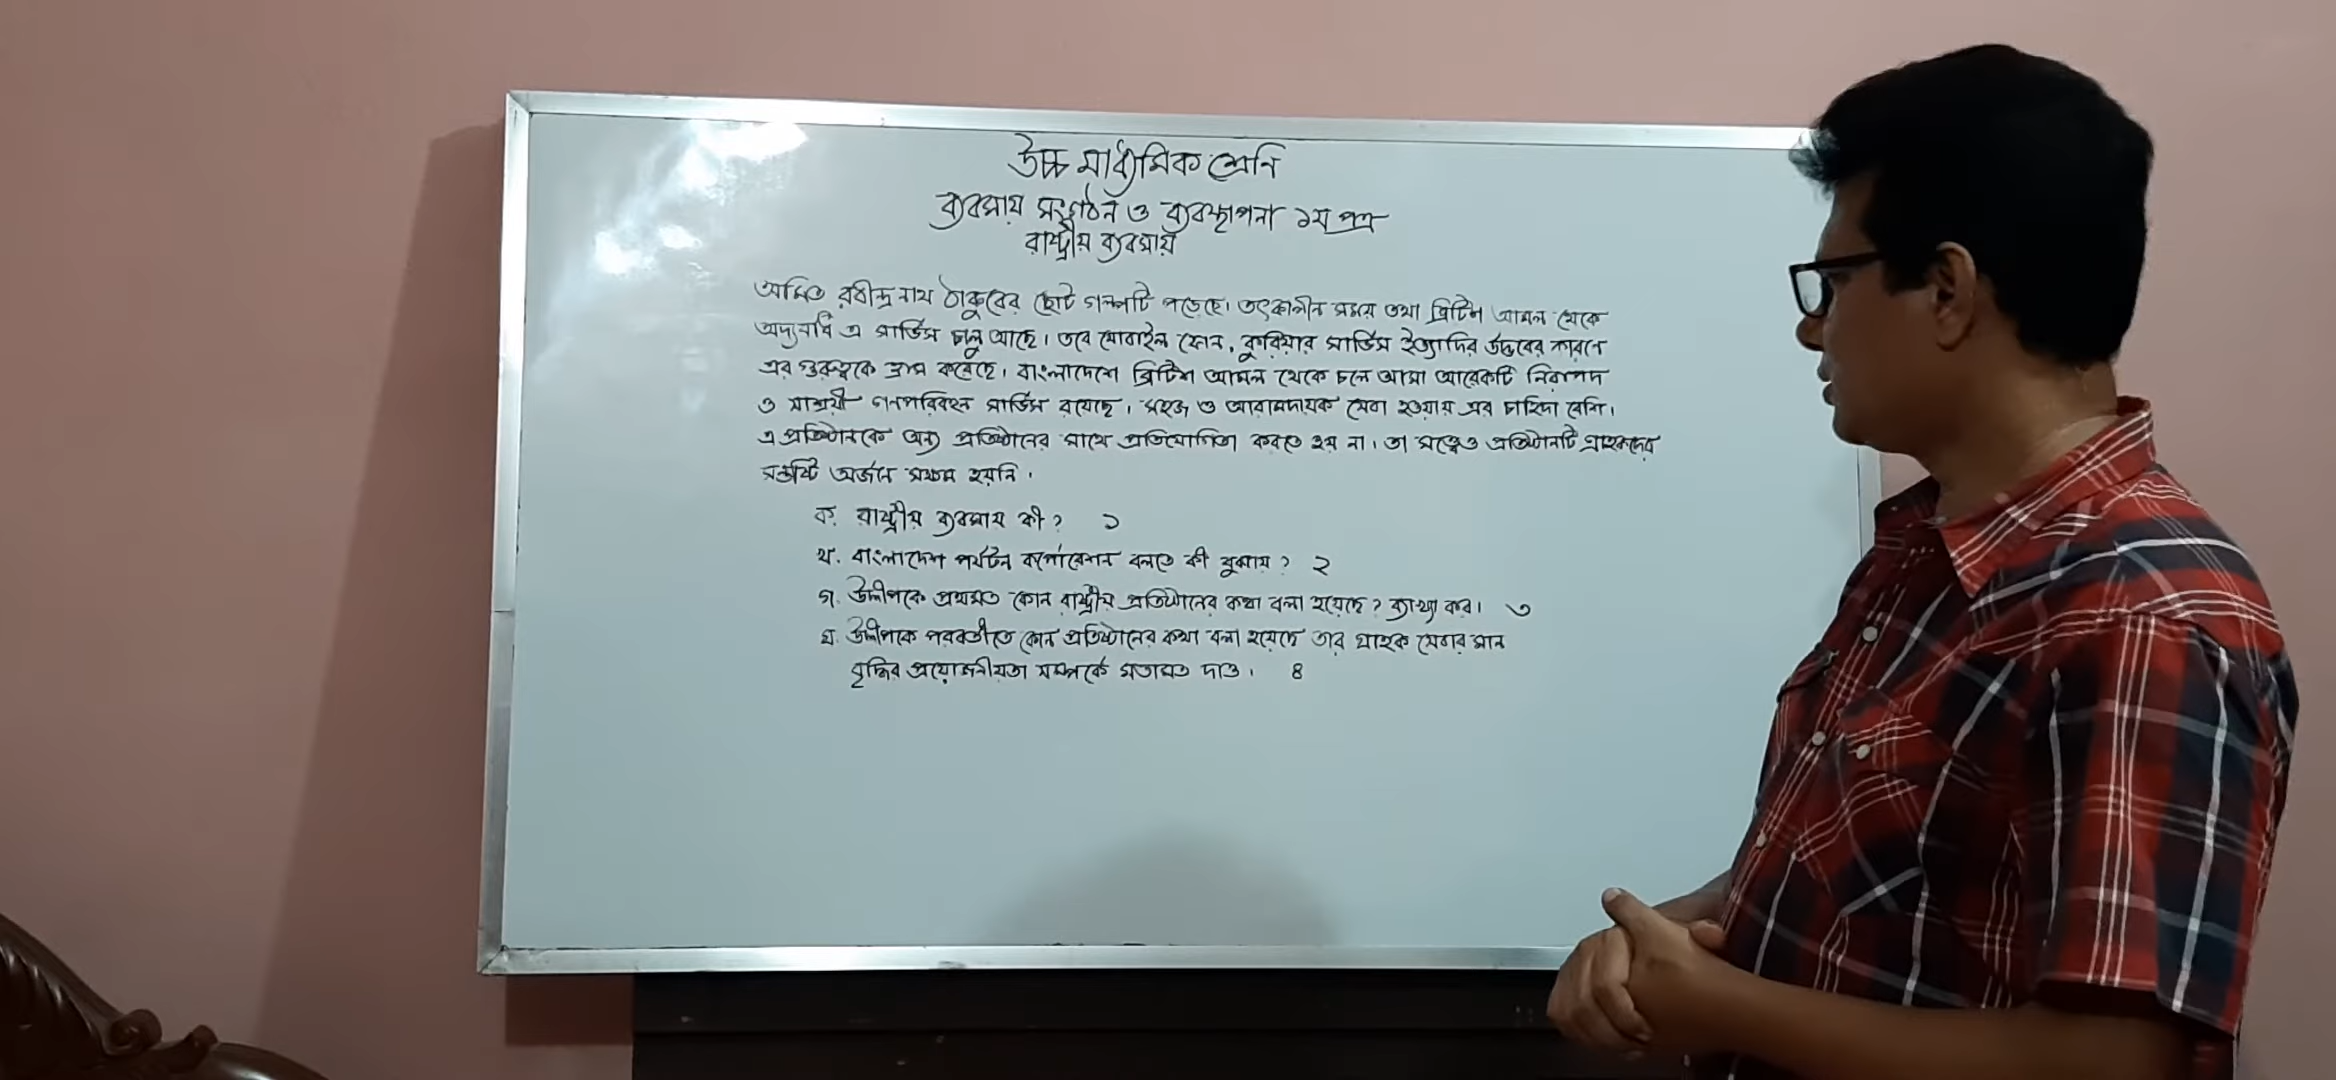 উচ্চ মাধ্যমিক শ্রেনি
ব্যবসায় সংগঠন ও ব্যবস্থাপনা ১ম পত্র
রাষ্ট্রীয় ব্যবসায়
অমিত রবীন্দ্রনাথ ঠাকুরের ছোট গল্পটি পড়েছে। তৎকালীন সময় তথা ব্রিটিশ আমল থেকে
অদ্যবধি এ সার্ভিস চালু আছে। তবে মোবাইল ফোন, কুরিয়ার সার্ভিস ইত্যাদির উদ্ভবের কারণে
এর গুরুত্বকে হ্রাস করেছে। বাংলাদেশে ব্রিটিশ আমল থেকে চলে আসা আরেকটি নিরাপদ
ও সাশ্রয়ী গনপরিবহন সার্ভিস রয়েছে। সহজ ও আরামদায়ক সেবা হওয়ায় এর চাহিদা বেশি।
এ প্রতিষ্ঠানকে অন্য প্রতিষ্ঠানের সাথে প্রতিযোগিতা করতে হয় না। তা সত্ত্বেও প্রতিষ্ঠানটি গ্রাহকদের
সন্তুষ্টি অর্জনে সক্ষম হয়নি।
ক. রাষ্ট্রীয় ব্যবসায় কী? ১
খ. বাংলাদেশ পর্যটন কর্পোরেশন বলতে কী বুঝায়? ২
গ. উদ্দীপকে প্রথমত কোন রাষ্ট্রীয় প্রতিষ্ঠানের কথা বলা হয়েছে? ব্যাখ্যা কর। ৩
ঘ. উদ্দীপকে পরবর্তীতে কোন প্রতিষ্ঠানের কথা বলা হয়েছে তার গ্রাহক সেবার মান
বৃদ্ধির প্রয়োজনীয়তা সম্পর্কে মতামত দাও। ৪